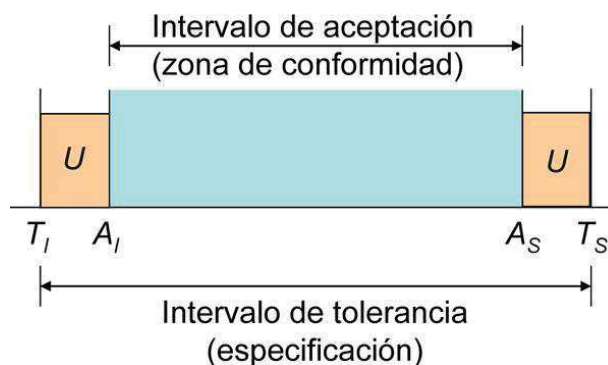 Intervalo de aceptación
(zona de conformidad)
U U
T_I A_I A_S T_S
Intervalo de tolerancia
(especificación)